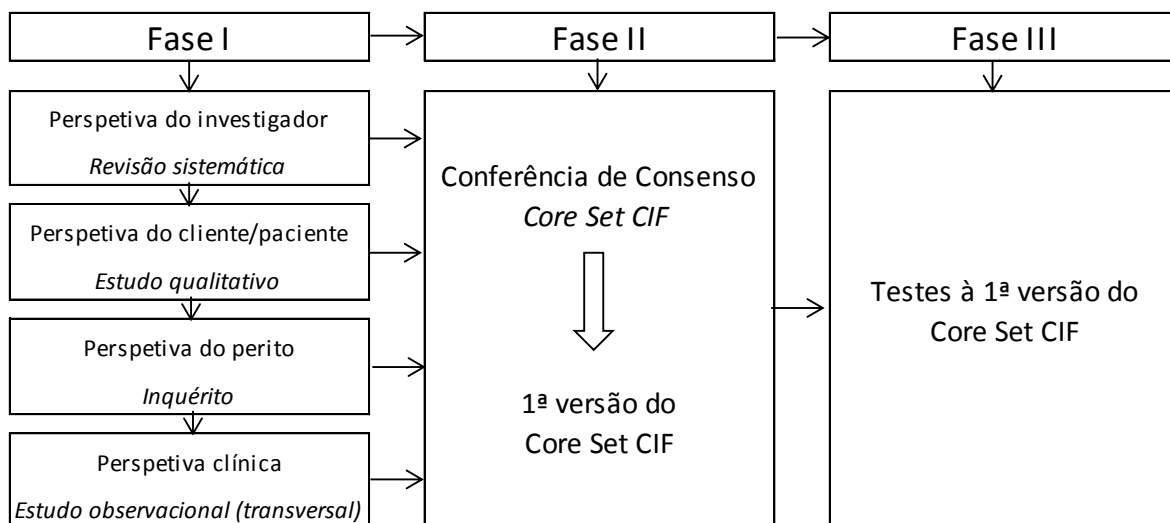 Fase I
Fase II
Fase III
Perspetiva do investigador
Revisão sistemática
Perspetiva do cliente/paciente
Estudo qualitativo
Perspetiva do perito
Inquérito
Perspetiva clínica
Estudo observacional (transversal)
Conferência de Consenso
Core Set CIF
1ª versão do
Core Set CIF
Testes à 1ª versão do
Core Set CIF